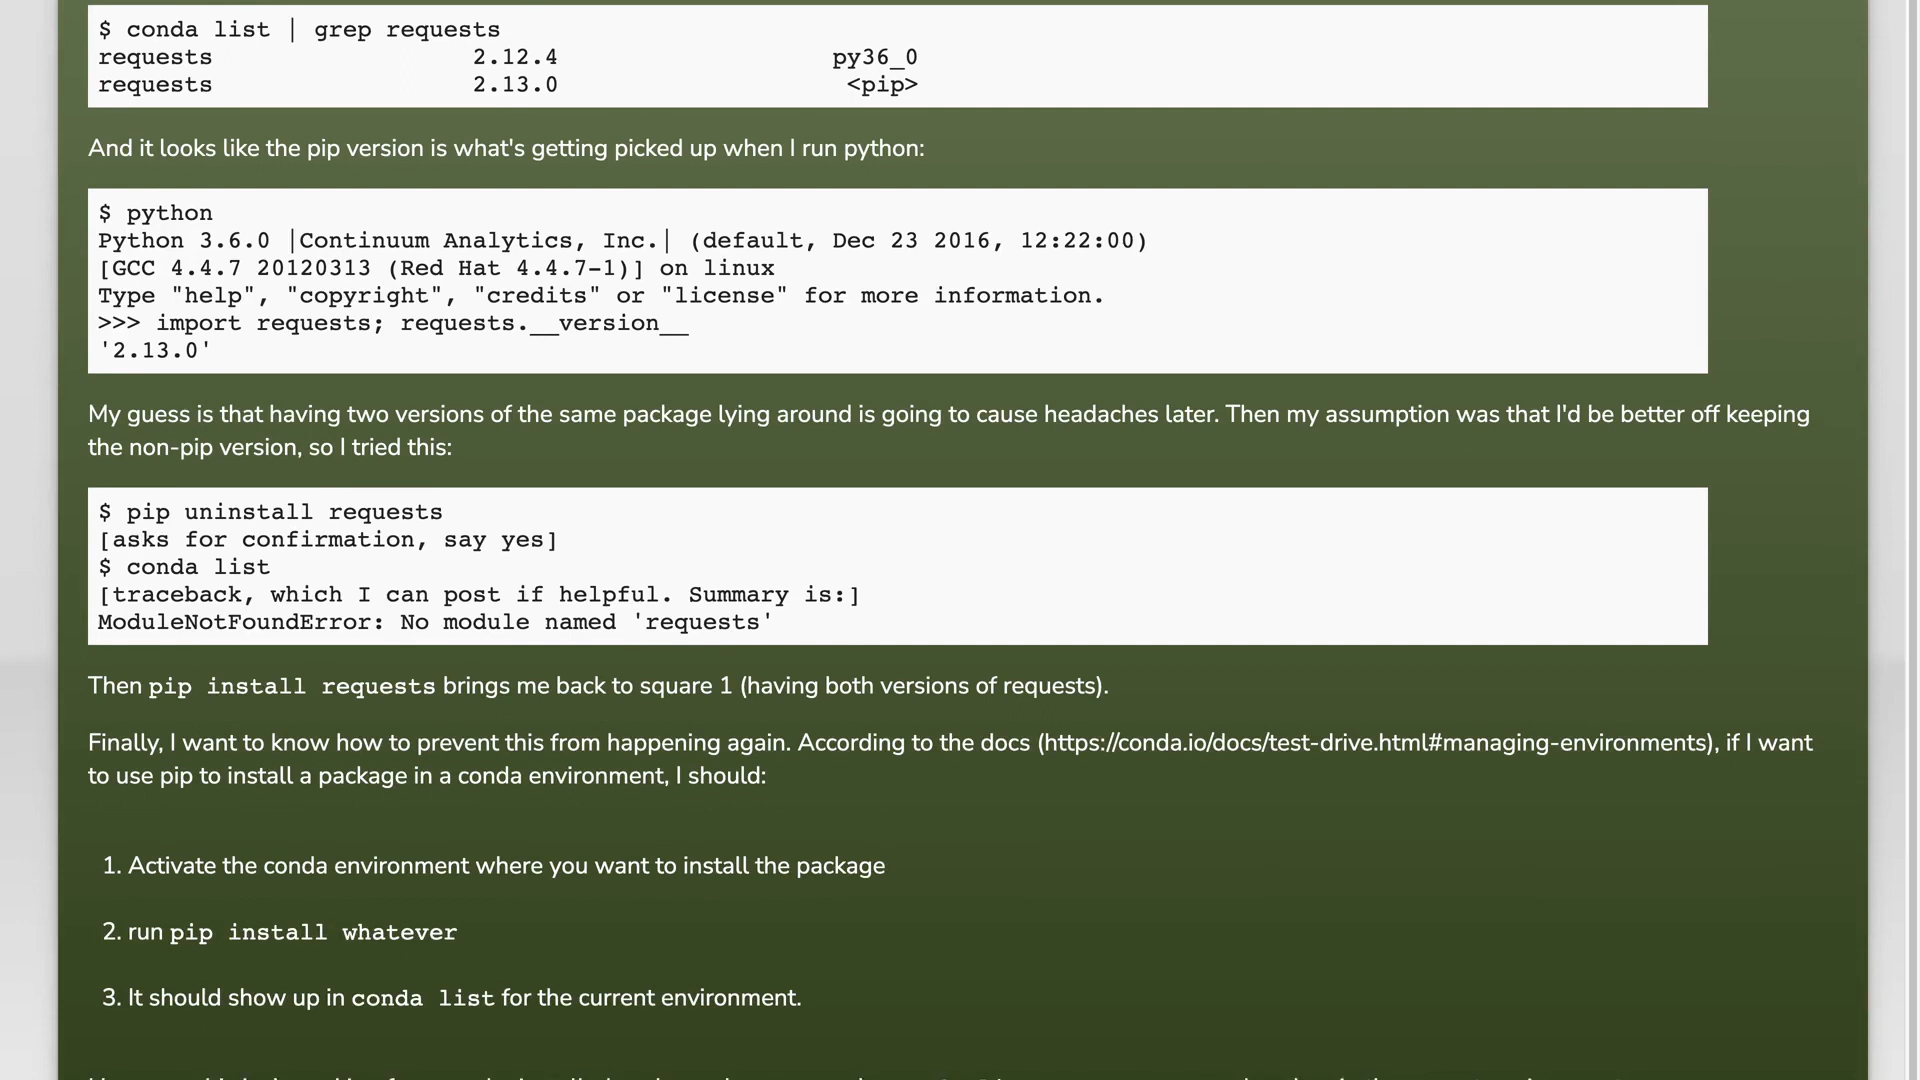 $ conda list | grep requests
requests 2.12.4 py36_0
requests 2.13.0 <pip>
And it looks like the pip version is what's getting picked up when I run python:
$ python
Python 3.6.0 |Continuum Analytics, Inc.| (default, Dec 23 2016, 12:22:00)
[GCC 4.4.7 20120313 (Red Hat 4.4.7-1)] on linux
Type "help", "copyright", "credits" or "license" for more information.
>>> import requests; requests.__version__
'2.13.0'
My guess is that having two versions of the same package lying around is going to cause headaches later. Then my assumption was that I'd be better off keeping
the non-pip version, so I tried this:
$ pip uninstall requests
[asks for confirmation, say yes]
$ conda list
[traceback, which I can post if helpful. Summary is:]
ModuleNotFoundError: No module named 'requests'
Then pip install requests brings me back to square 1 (having both versions of requests).
Finally, I want to know how to prevent this from happening again. According to the docs (https://conda.io/docs/test-drive.html#managing-environments), if I want
to use pip to install a package in a conda environment, I should:
1. Activate the conda environment where you want to install the package
2. run pip install whatever
3. It should show up in conda list for the current environment.